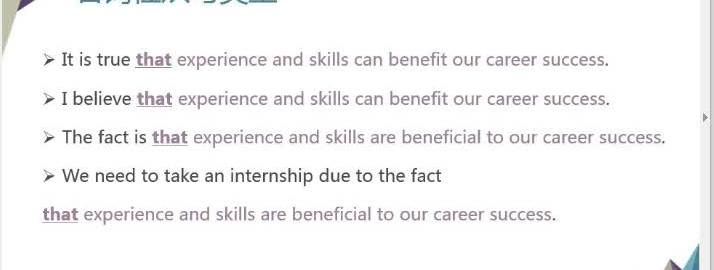 ➢ It is true that experience and skills can benefit our career success.
➢ I believe that experience and skills can benefit our career success.
➢ The fact is that experience and skills are beneficial to our career success.
➢ We need to take an internship due to the fact
that experience and skills are beneficial to our career success.